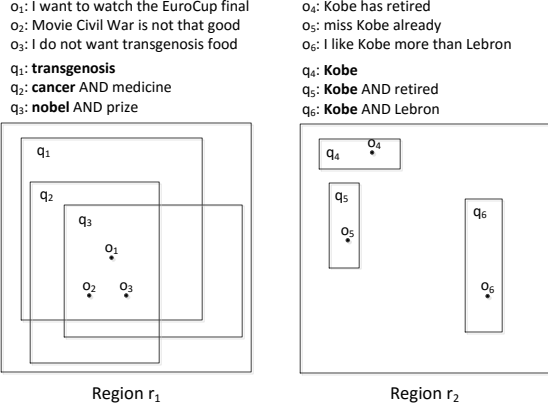 o₁: I want to watch the EuroCup final
o₂: Movie Civil War is not that good
o₃: I do not want transgenosis food
q₁: transgenosis
q₂: cancer AND medicine
q₃: nobel AND prize
q₁
q₂
q₃
o₁
o₂ o₃
Region r₁
o₄: Kobe has retired
o₅: miss Kobe already
o₆: I like Kobe more than Lebron
q₄: Kobe
q₅: Kobe AND retired
q₆: Kobe AND Lebron
q₄ o₄
q₅
q₆
o₅
o₆
Region r₂